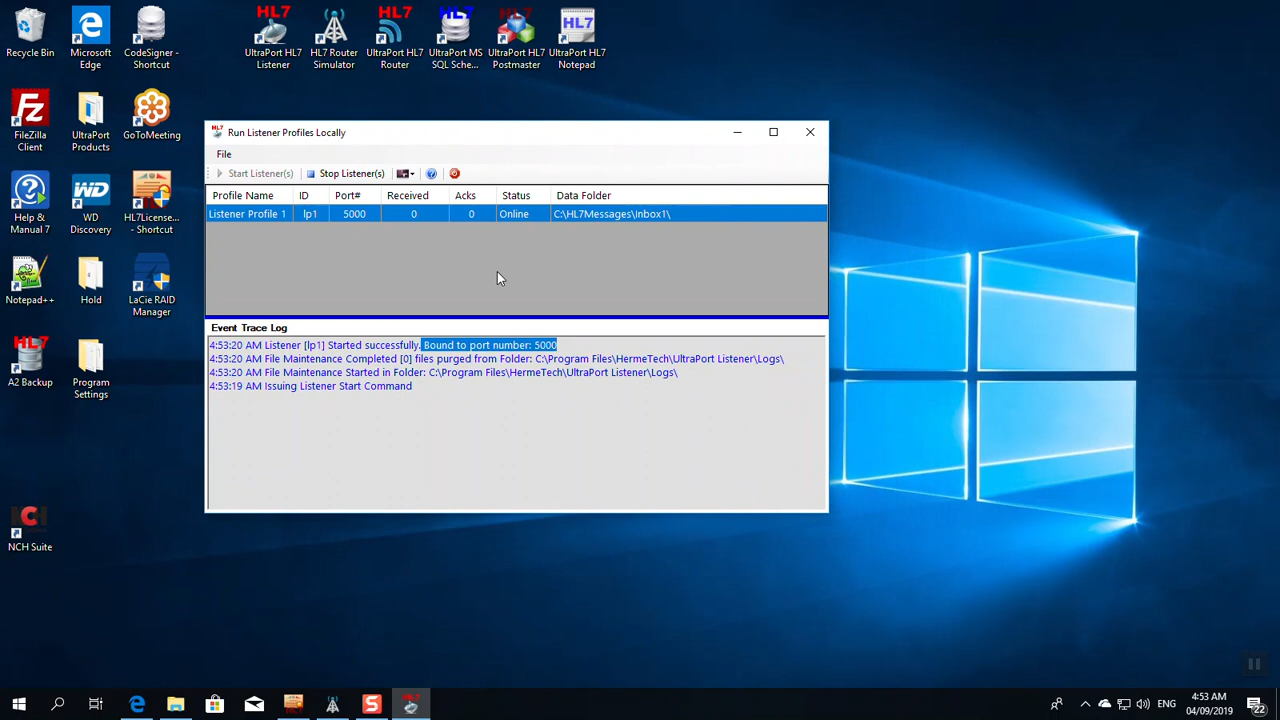 Recycle Bin
Microsoft
Edge
CodeSigner -
Shortcut
HL7
UltraPort HL7
Listener
HL7
HL7 Router
Simulator
HL7
UltraPort HL7
Router
HL7
UltraPort MS
SQL Sche...
HL7
UltraPort HL7
Postmaster
HL7
UltraPort HL7
Notepad
Fz
FileZilla
Client
UltraPort
Products
GoToMeeting
Help &
Manual 7
WD
WD
Discovery
HL7License...
- Shortcut
Notepad++
Hold
LaCie RAID
Manager
HL7
A2 Backup
Program
Settings
NCH Suite
HL7
Run Listener Profiles Locally
File
Start Listener(s)
Stop Listener(s)
Profile Name ID Port# Received Acks Status Data Folder
Listener Profile 1 lp1 5000 0 0 Online C:\HL7Messages\Inbox1\
Event Trace Log
4:53:20 AM Listener [lp1] Started successfully. Bound to port number: 5000
4:53:20 AM File Maintenance Completed [0] files purged from Folder: C:\Program Files\HermeTech\UltraPort Listener\Logs\
4:53:20 AM File Maintenance Started in Folder: C:\Program Files\HermeTech\UltraPort Listener\Logs\
4:53:19 AM Issuing Listener Start Command
S
HL7
ENG
4:53 AM
04/09/2019
22